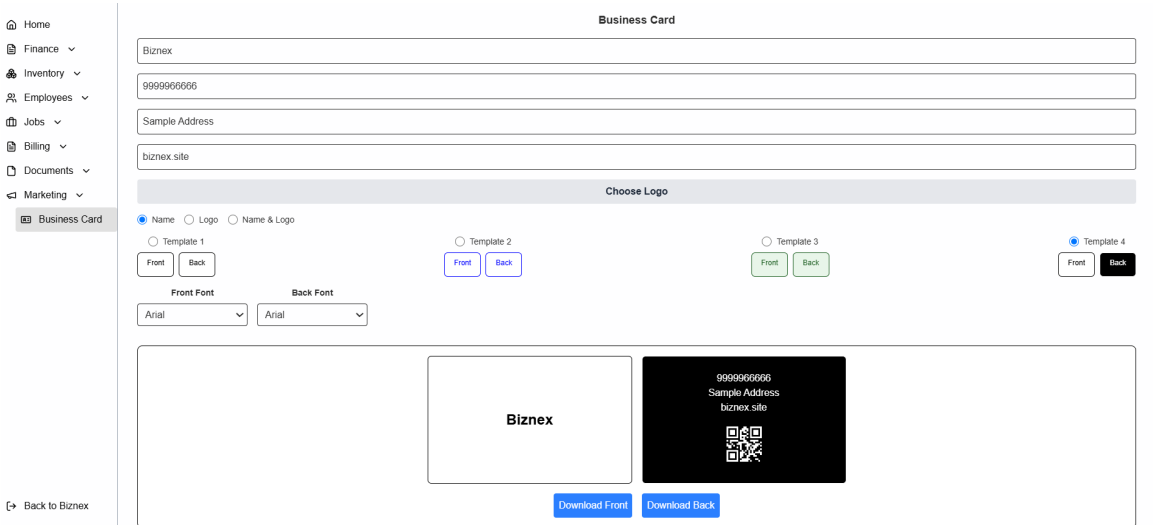 Business Card
Home
Finance
Inventory
Employees
Jobs
Billing
Documents
Marketing
Business Card
Back to Biznex
Biznex
9999966666
Sample Address
biznex.site
Choose Logo
Name Logo Name & Logo
Template 1 Template 2 Template 3 Template 4
Front Back Front Back Front Back Front Back
Front Font Back Font
Arial Arial
Biznex
9999966666
Sample Address
biznex.site
Download Front Download Back